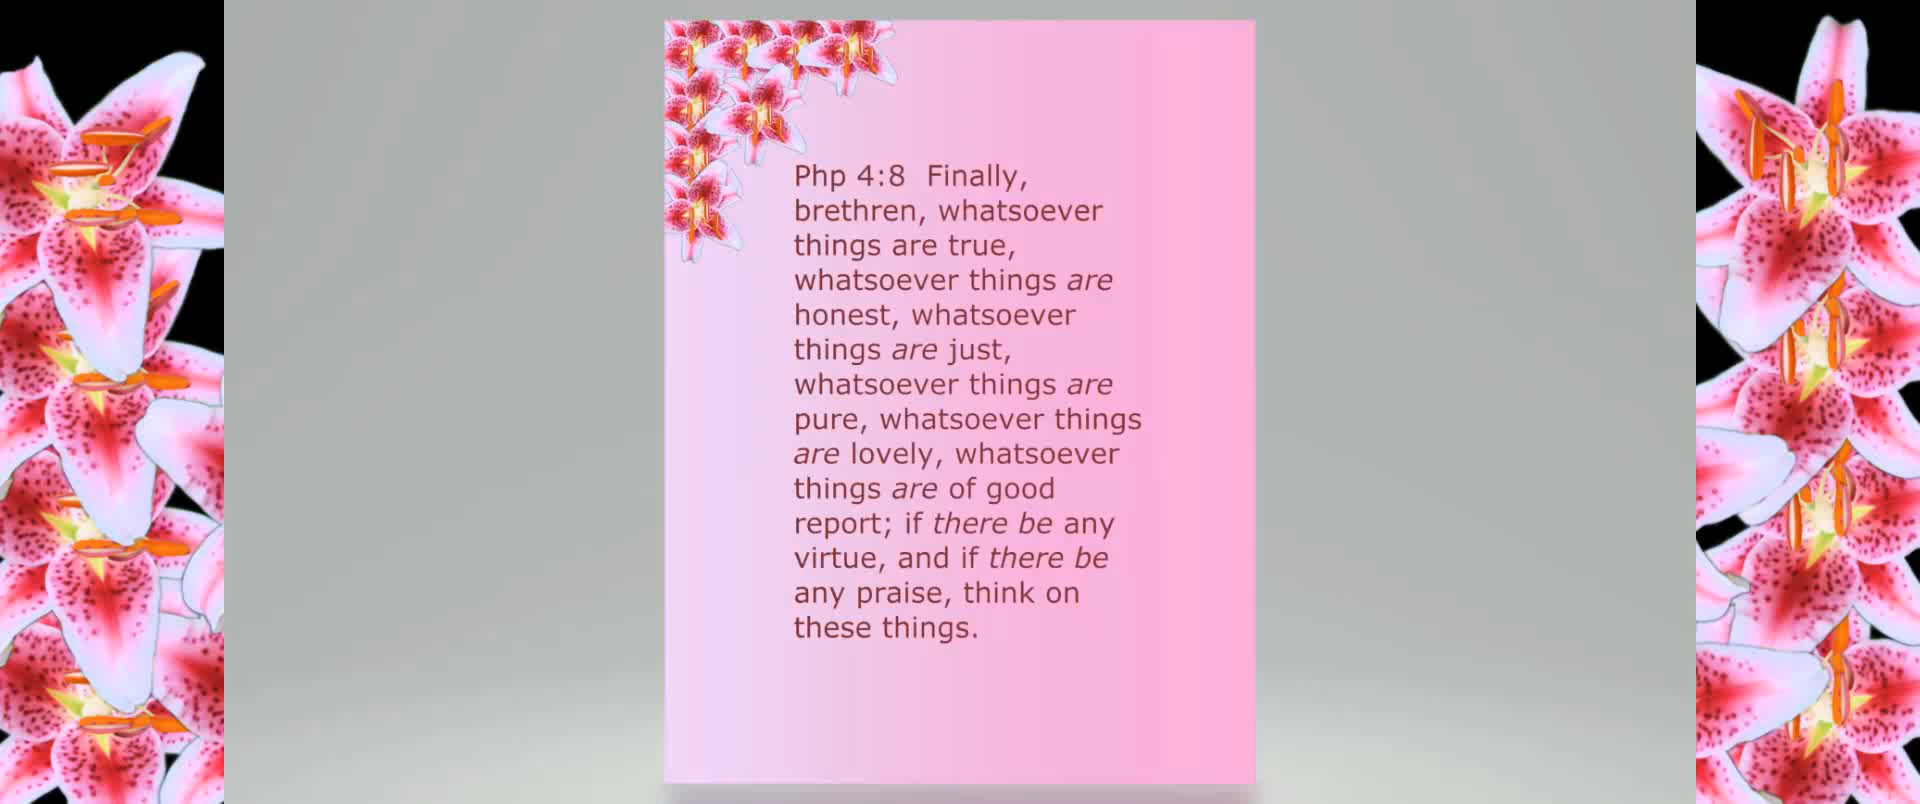 Php 4:8  Finally,
brethren, whatsoever
things are true,
whatsoever things are
honest, whatsoever
things are just,
whatsoever things are
pure, whatsoever things
are lovely, whatsoever
things are of good
report; if there be any
virtue, and if there be
any praise, think on
these things.